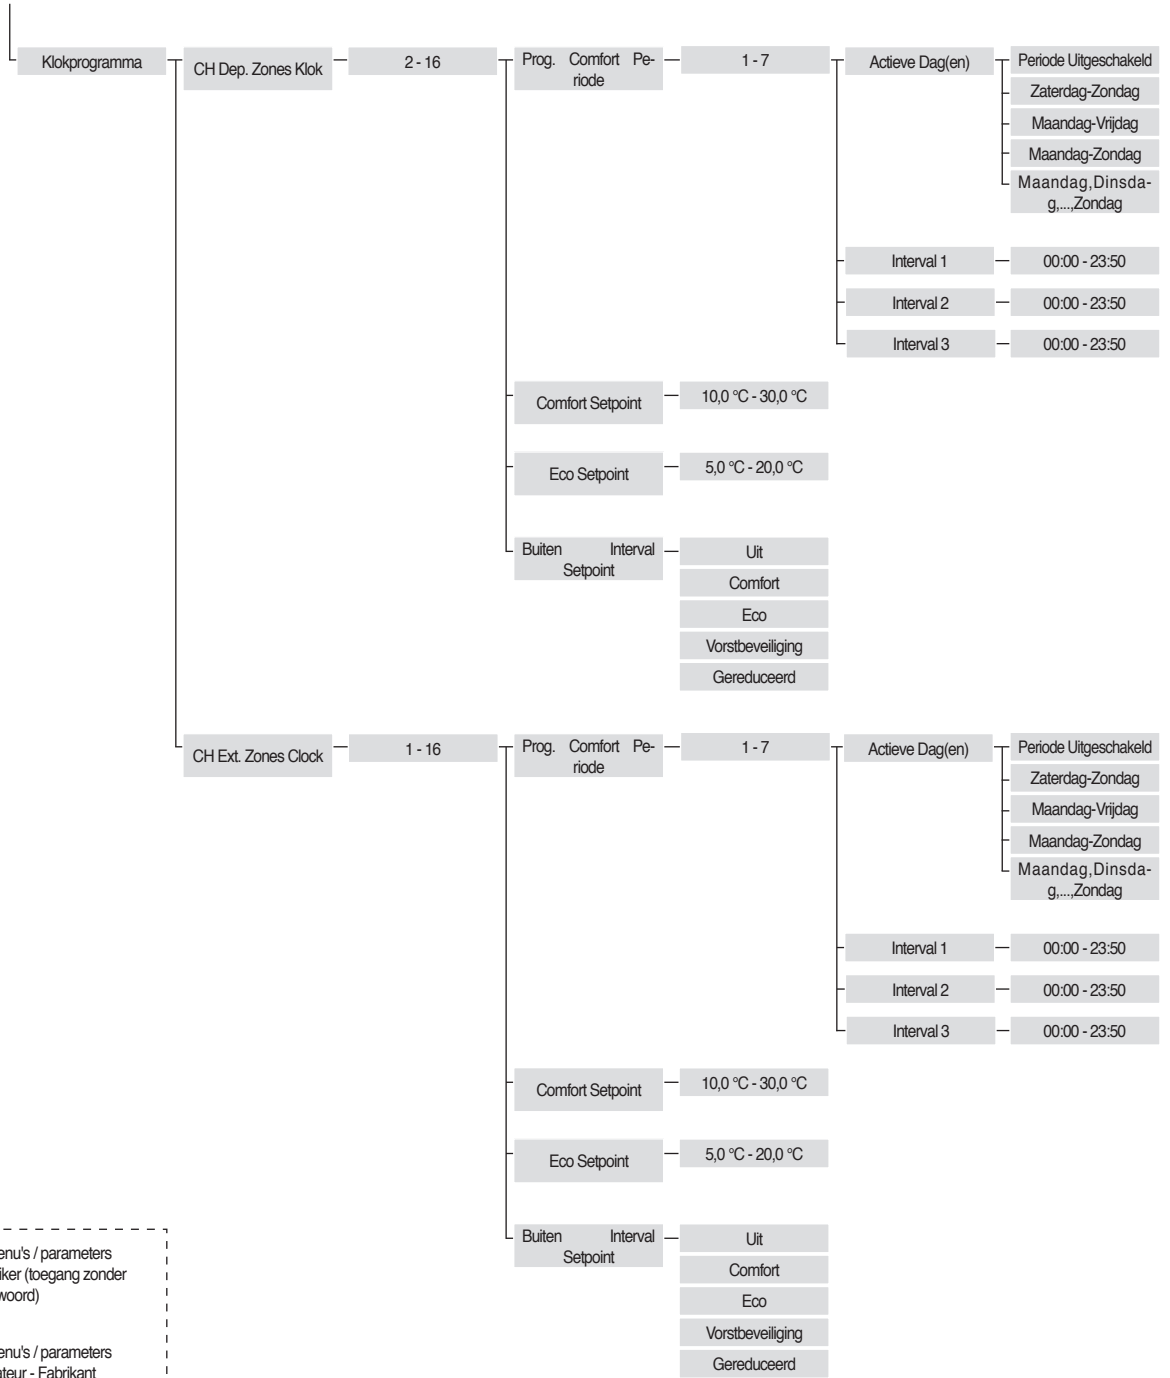 Klokprogramma
CH Dep. Zones Klok
2 - 16
Prog. Comfort Pe-
riode
1 - 7
Actieve Dag(en)
Periode Uitgeschakeld
Zaterdag-Zondag
Maandag-Vrijdag
Maandag-Zondag
Maandag,Dinsda-
g,...,Zondag
Interval 1
00:00 - 23:50
Interval 2
00:00 - 23:50
Interval 3
00:00 - 23:50
Comfort Setpoint
10,0 °C - 30,0 °C
Eco Setpoint
5,0 °C - 20,0 °C
Buiten Interval
Setpoint
Uit
Comfort
Eco
Vorstbeveiliging
Gereduceerd
CH Ext. Zones Clock
1 - 16
Prog. Comfort Pe-
riode
1 - 7
Actieve Dag(en)
Periode Uitgeschakeld
Zaterdag-Zondag
Maandag-Vrijdag
Maandag-Zondag
Maandag,Dinsda-
g,...,Zondag
Interval 1
00:00 - 23:50
Interval 2
00:00 - 23:50
Interval 3
00:00 - 23:50
Comfort Setpoint
10,0 °C - 30,0 °C
Eco Setpoint
5,0 °C - 20,0 °C
Buiten Interval
Setpoint
Uit
Comfort
Eco
Vorstbeveiliging
Gereduceerd
enu's / parameters
iker (toegang zonder
woord)
enu's / parameters
ateur - Fabrikant